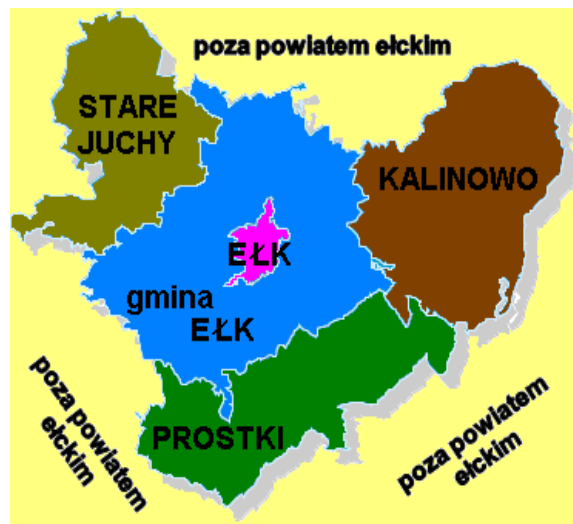 poza powiatem ełckim
STARE
JUCHY
KALINOWO
EŁK
gmina
EŁK
PROSTKI
poza powiatem
ełckim
poza powiatem
ełckim